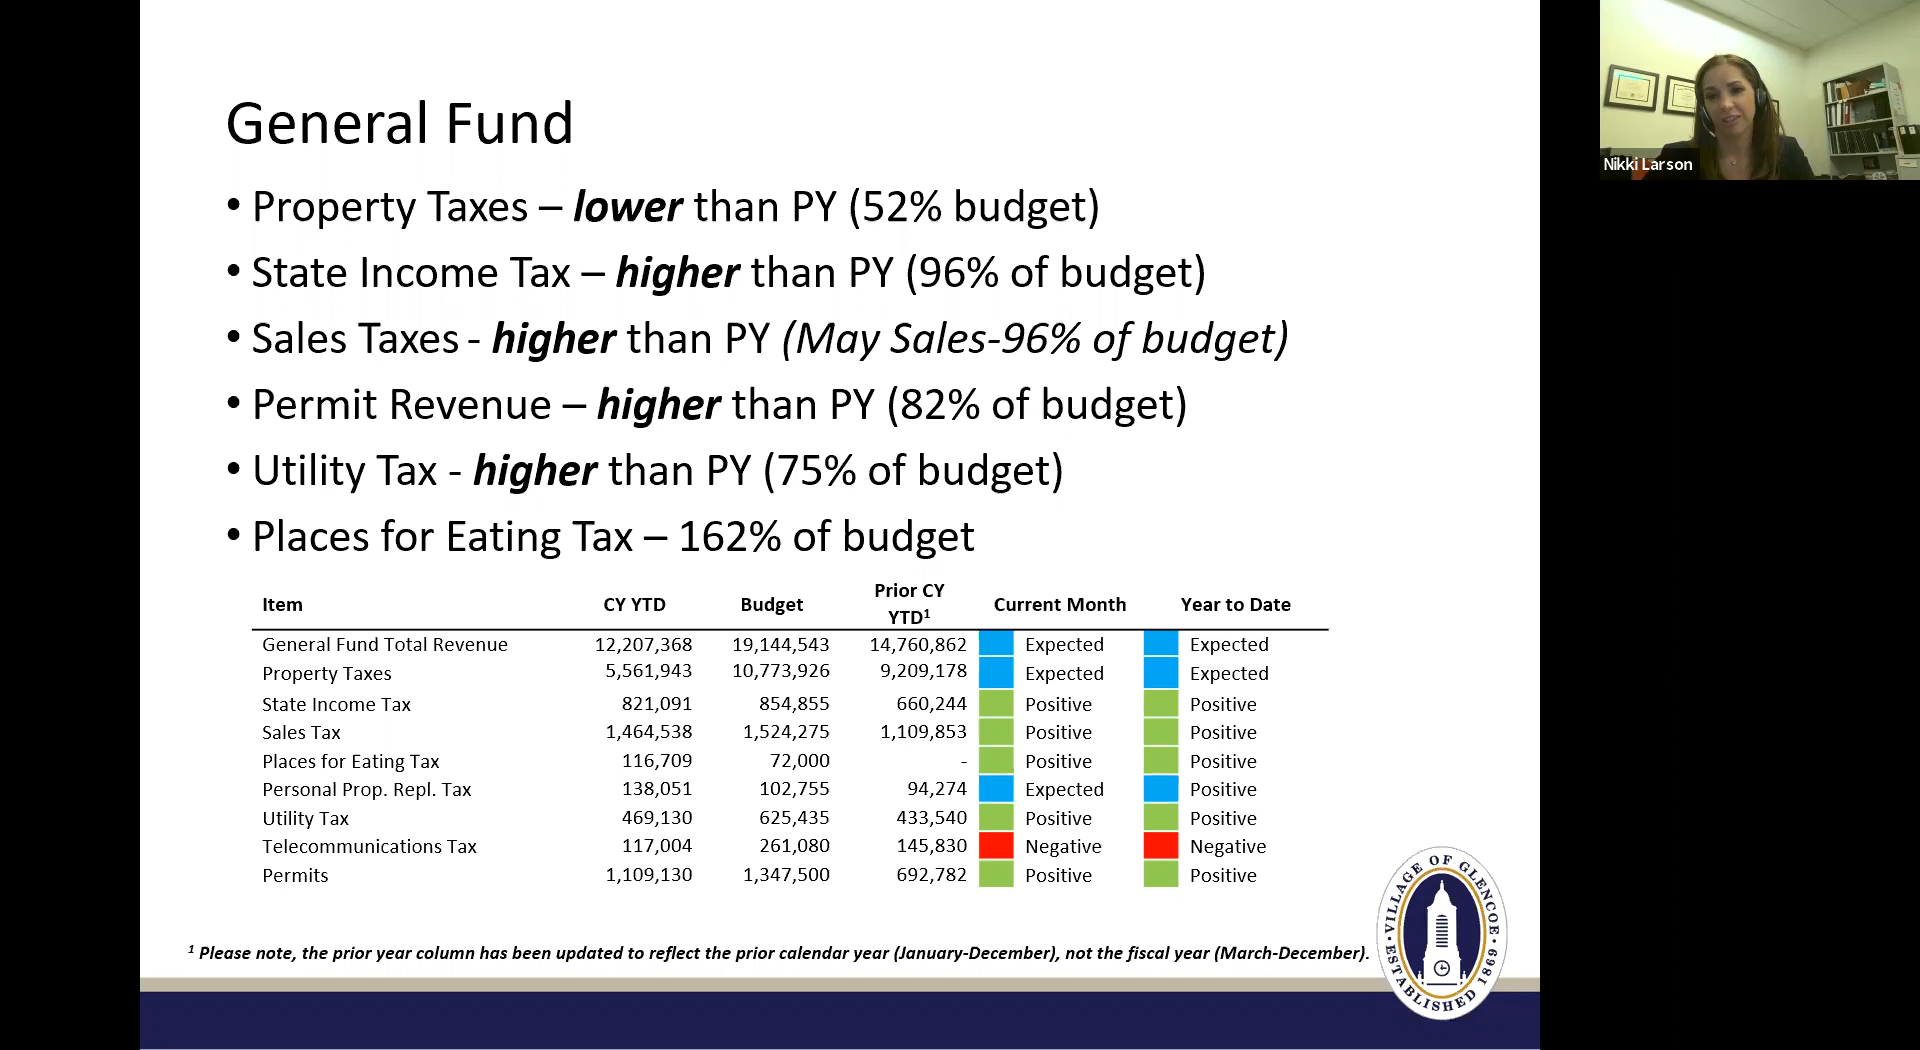 General Fund
• Property Taxes – lower than PY (52% budget)
• State Income Tax – higher than PY (96% of budget)
• Sales Taxes - higher than PY (May Sales-96% of budget)
• Permit Revenue – higher than PY (82% of budget)
• Utility Tax - higher than PY (75% of budget)
• Places for Eating Tax – 162% of budget
Item CY YTD Budget Prior CY YTD1 Current Month Year to Date
General Fund Total Revenue 12,207,368 19,144,543 14,760,862 Expected Expected
Property Taxes 5,561,943 10,773,926 9,209,178 Expected Expected
State Income Tax 821,091 854,855 660,244 Positive Positive
Sales Tax 1,464,538 1,524,275 1,109,853 Positive Positive
Places for Eating Tax 116,709 72,000 - Positive Positive
Personal Prop. Repl. Tax 138,051 102,755 94,274 Expected Positive
Utility Tax 469,130 625,435 433,540 Positive Positive
Telecommunications Tax 117,004 261,080 145,830 Negative Negative
Permits 1,109,130 1,347,500 692,782 Positive Positive
1 Please note, the prior year column has been updated to reflect the prior calendar year (January-December), not the fiscal year (March-December).
• VILLAGE OF GLENCOE •
ESTABLISHED 1869
Nikki Larson